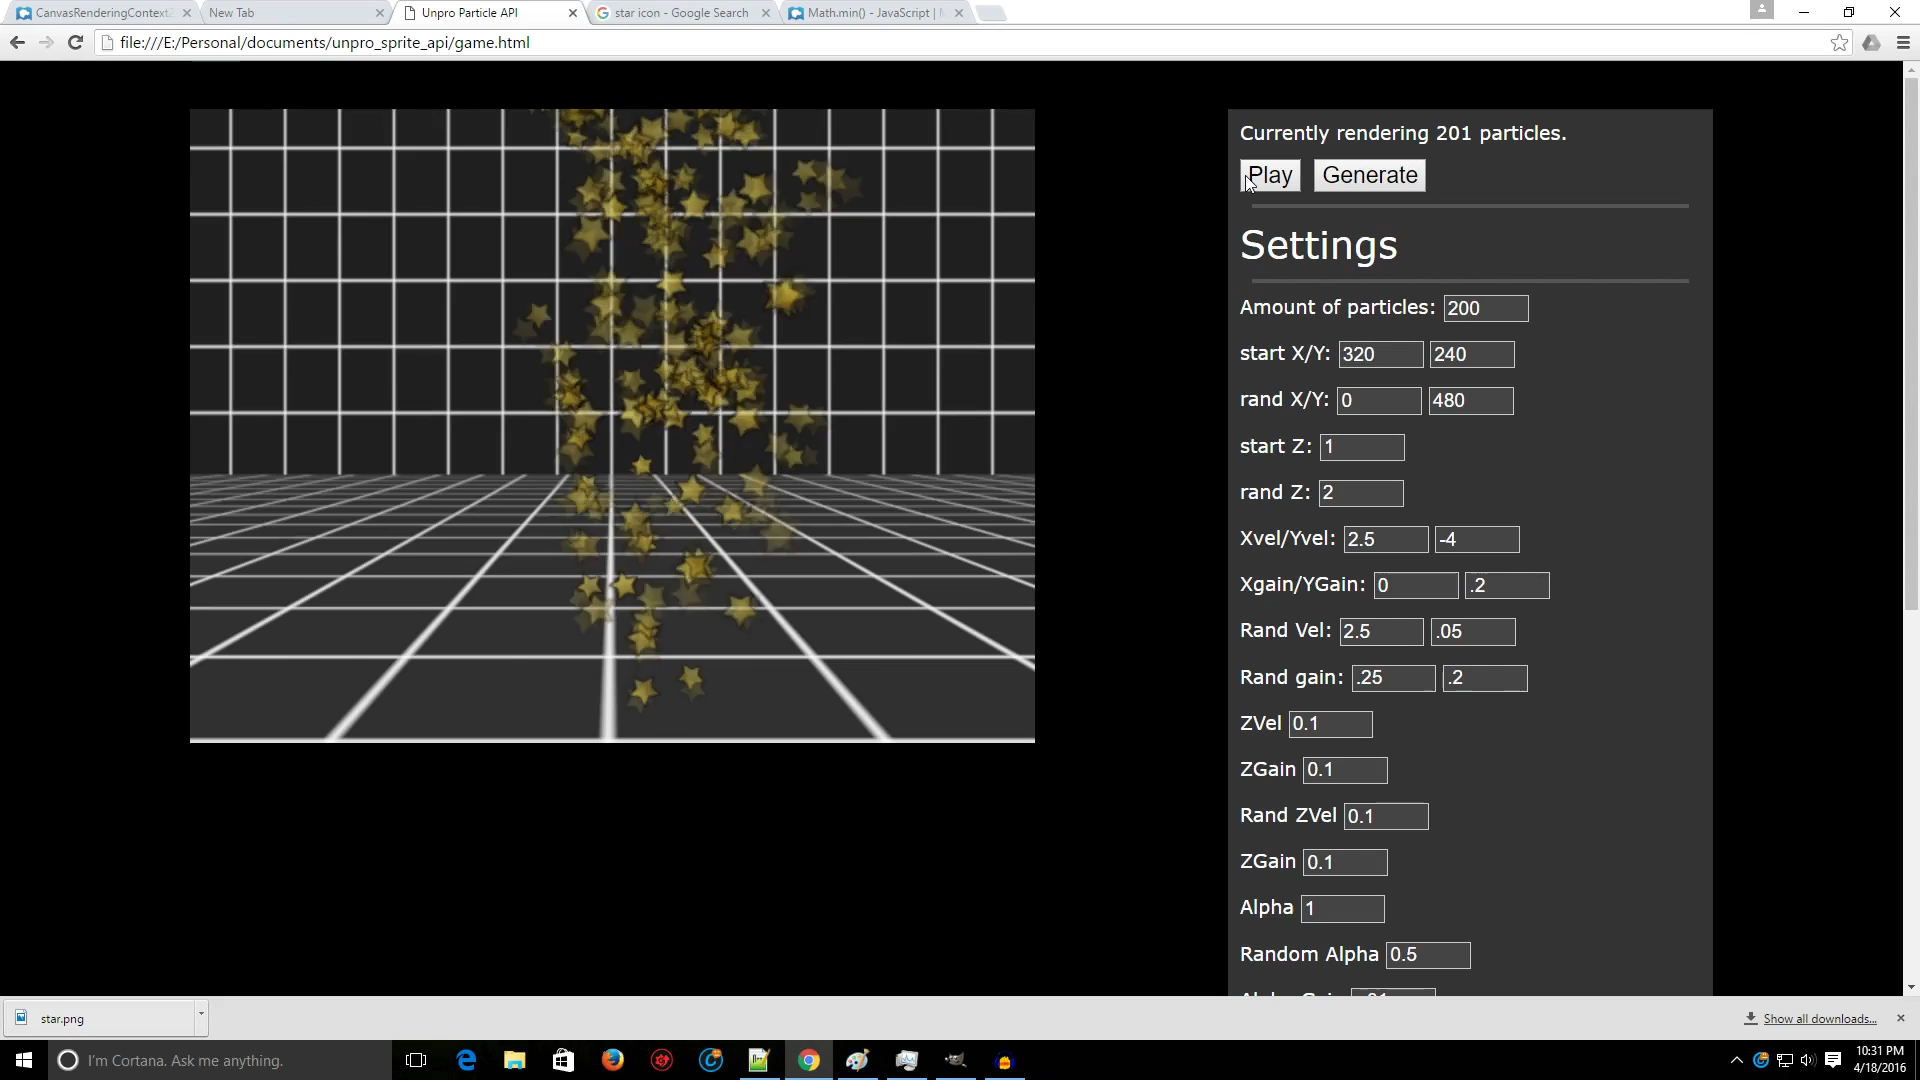 CanvasRenderingContext2
New Tab
Unpro Particle API
star icon - Google Search
Math.min() - JavaScript |
file:///E:/Personal/documents/unpro_sprite_api/game.html
Currently rendering 201 particles.
Play
Generate
Settings
Amount of particles: 200
start X/Y: 320 240
rand X/Y: 0 480
start Z: 1
rand Z: 2
Xvel/Yvel: 2.5 -4
Xgain/YGain: 0 .2
Rand Vel: 2.5 .05
Rand gain: .25 .2
ZVel 0.1
ZGain 0.1
Rand ZVel 0.1
ZGain 0.1
Alpha 1
Random Alpha 0.5
star.png
Show all downloads...
I'm Cortana. Ask me anything.
10:31 PM
4/18/2016